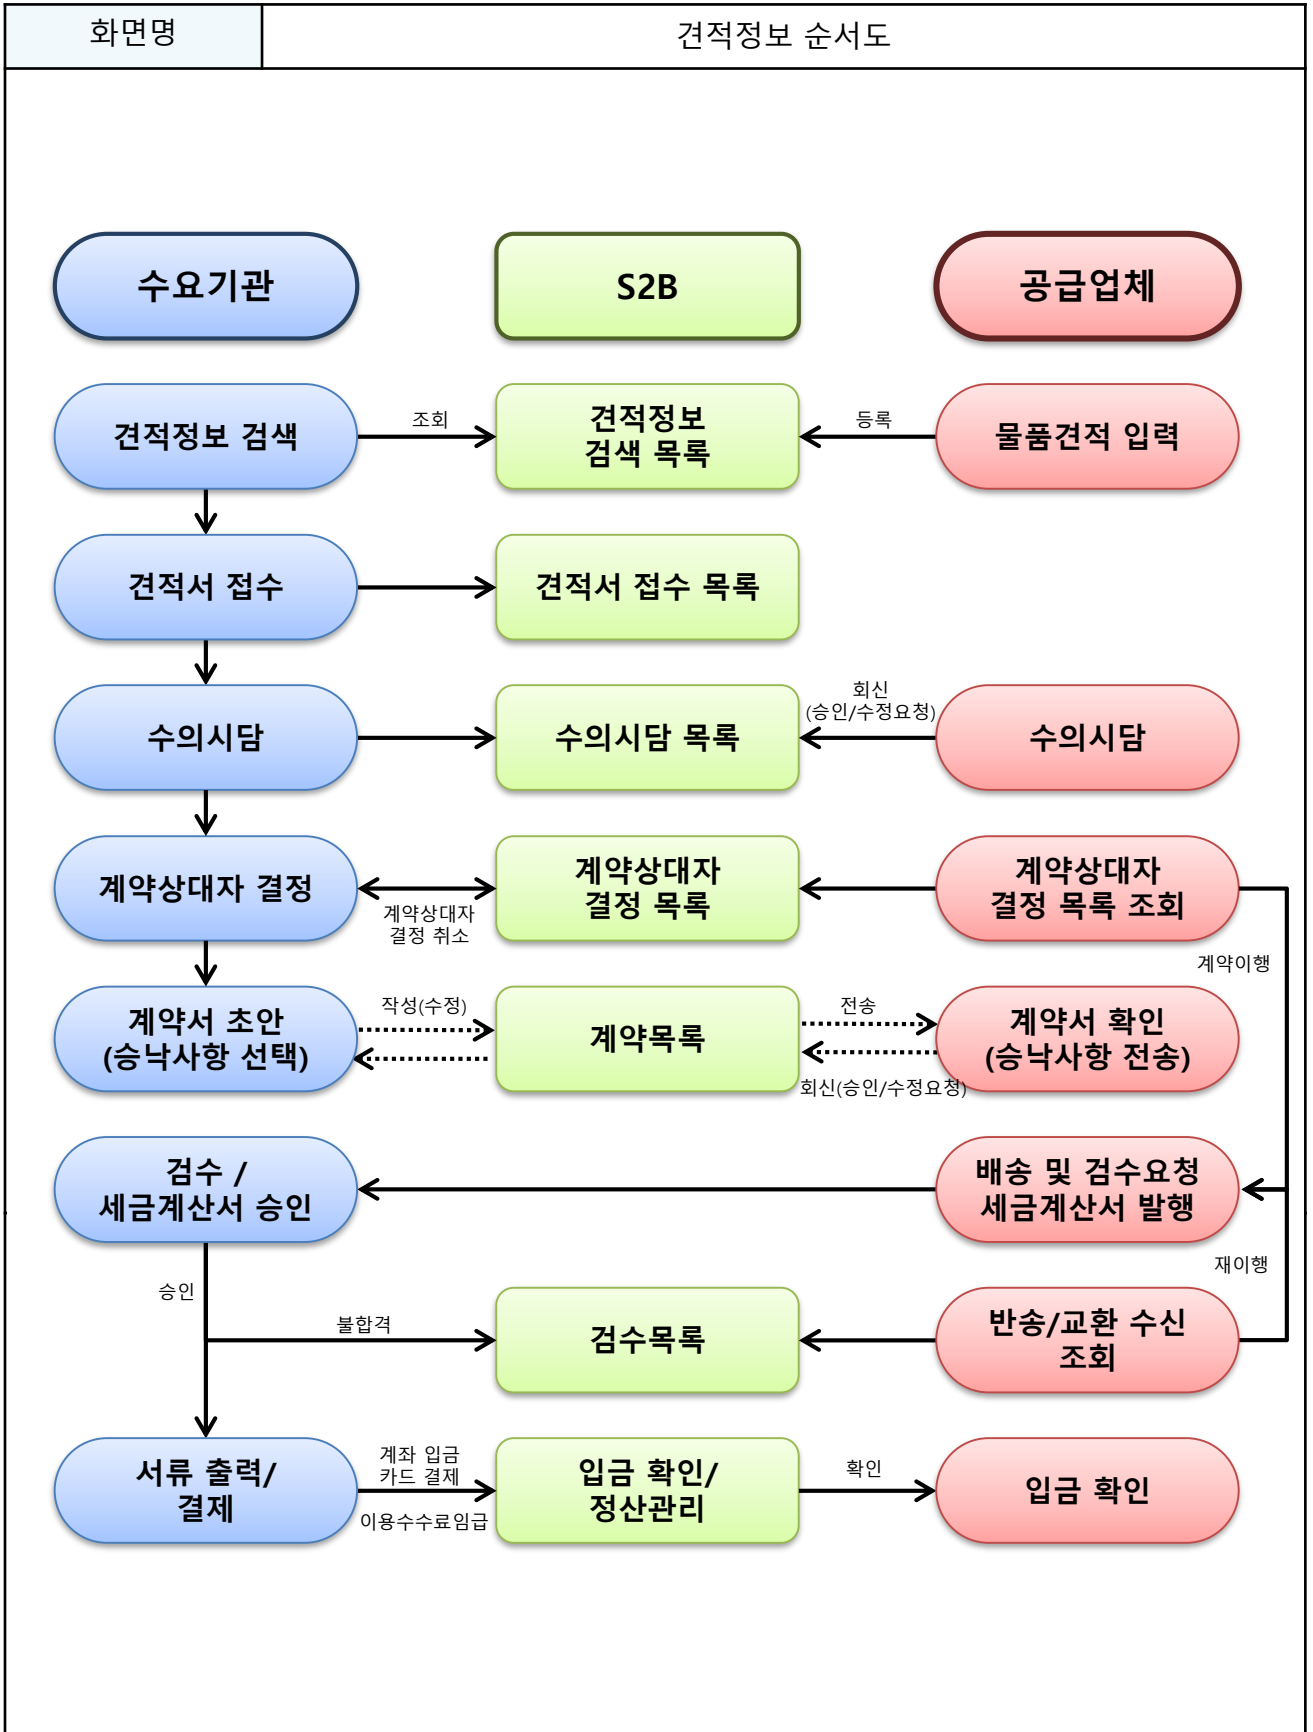 화면명
견적정보 순서도
수요기관
S2B
공급업체
견적정보 검색
조회
견적정보
검색 목록
등록
물품견적 입력
견적서 접수
견적서 접수 목록
수의시담
수의시담 목록
회신
(승인/수정요청)
수의시담
계약상대자 결정
계약상대자
결정 취소
계약상대자
결정 목록
계약상대자
결정 목록 조회
계약이행
계약서 초안
(승낙사항 선택)
작성(수정)
계약목록
전송
회신(승인/수정요청)
계약서 확인
(승낙사항 전송)
검수 /
세금계산서 승인
배송 및 검수요청
세금계산서 발행
재이행
승인
불합격
검수목록
반송/교환 수신
조회
서류 출력/
결제
계좌 입금
카드 결제
이용수수료임급
입금 확인/
정산관리
확인
입금 확인